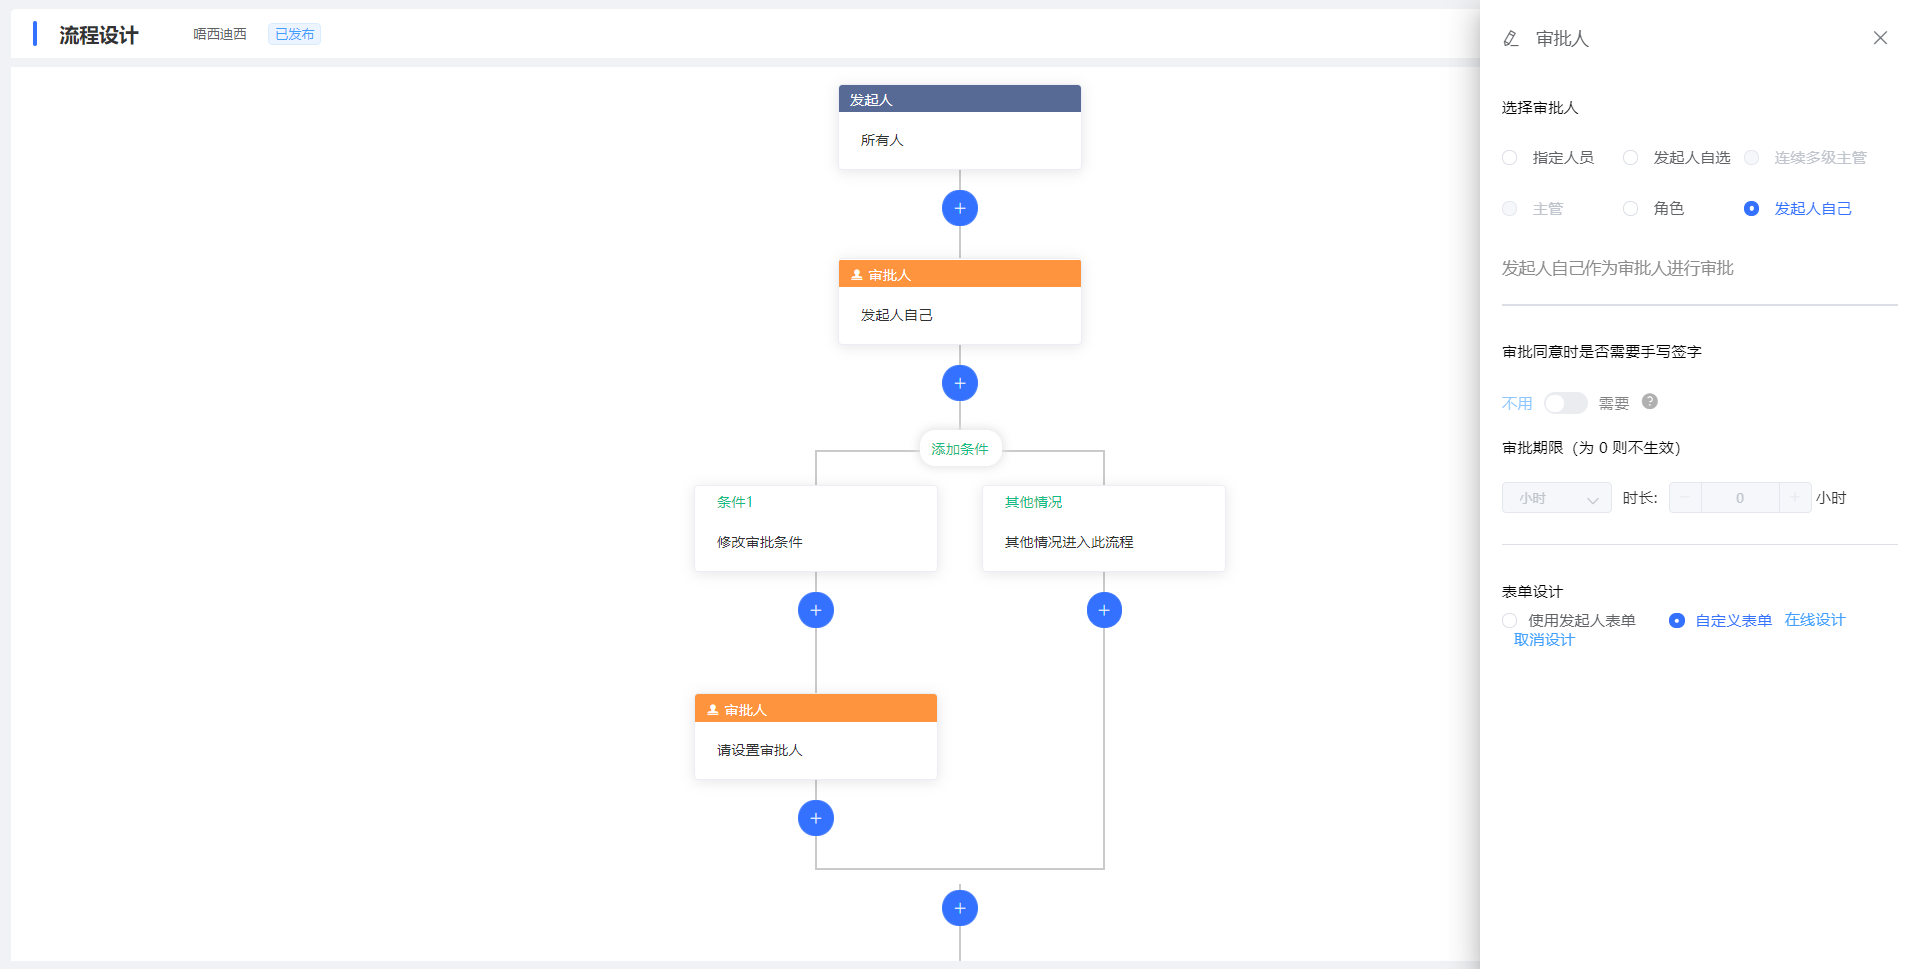 流程设计 唔西迪西 已发布
发起人
所有人
审批人
发起人自己
添加条件
条件1
修改审批条件
其他情况
其他情况进入此流程
审批人
请设置审批人
审批人
选择审批人
指定人员 发起人自选 连续多级主管
主管 角色 发起人自己
发起人自己作为审批人进行审批
审批同意时是否需要手写签字
不用 需要
审批期限（为 0 则不生效）
小时 时长: 0 小时
表单设计
使用发起人表单 自定义表单 在线设计
取消设计